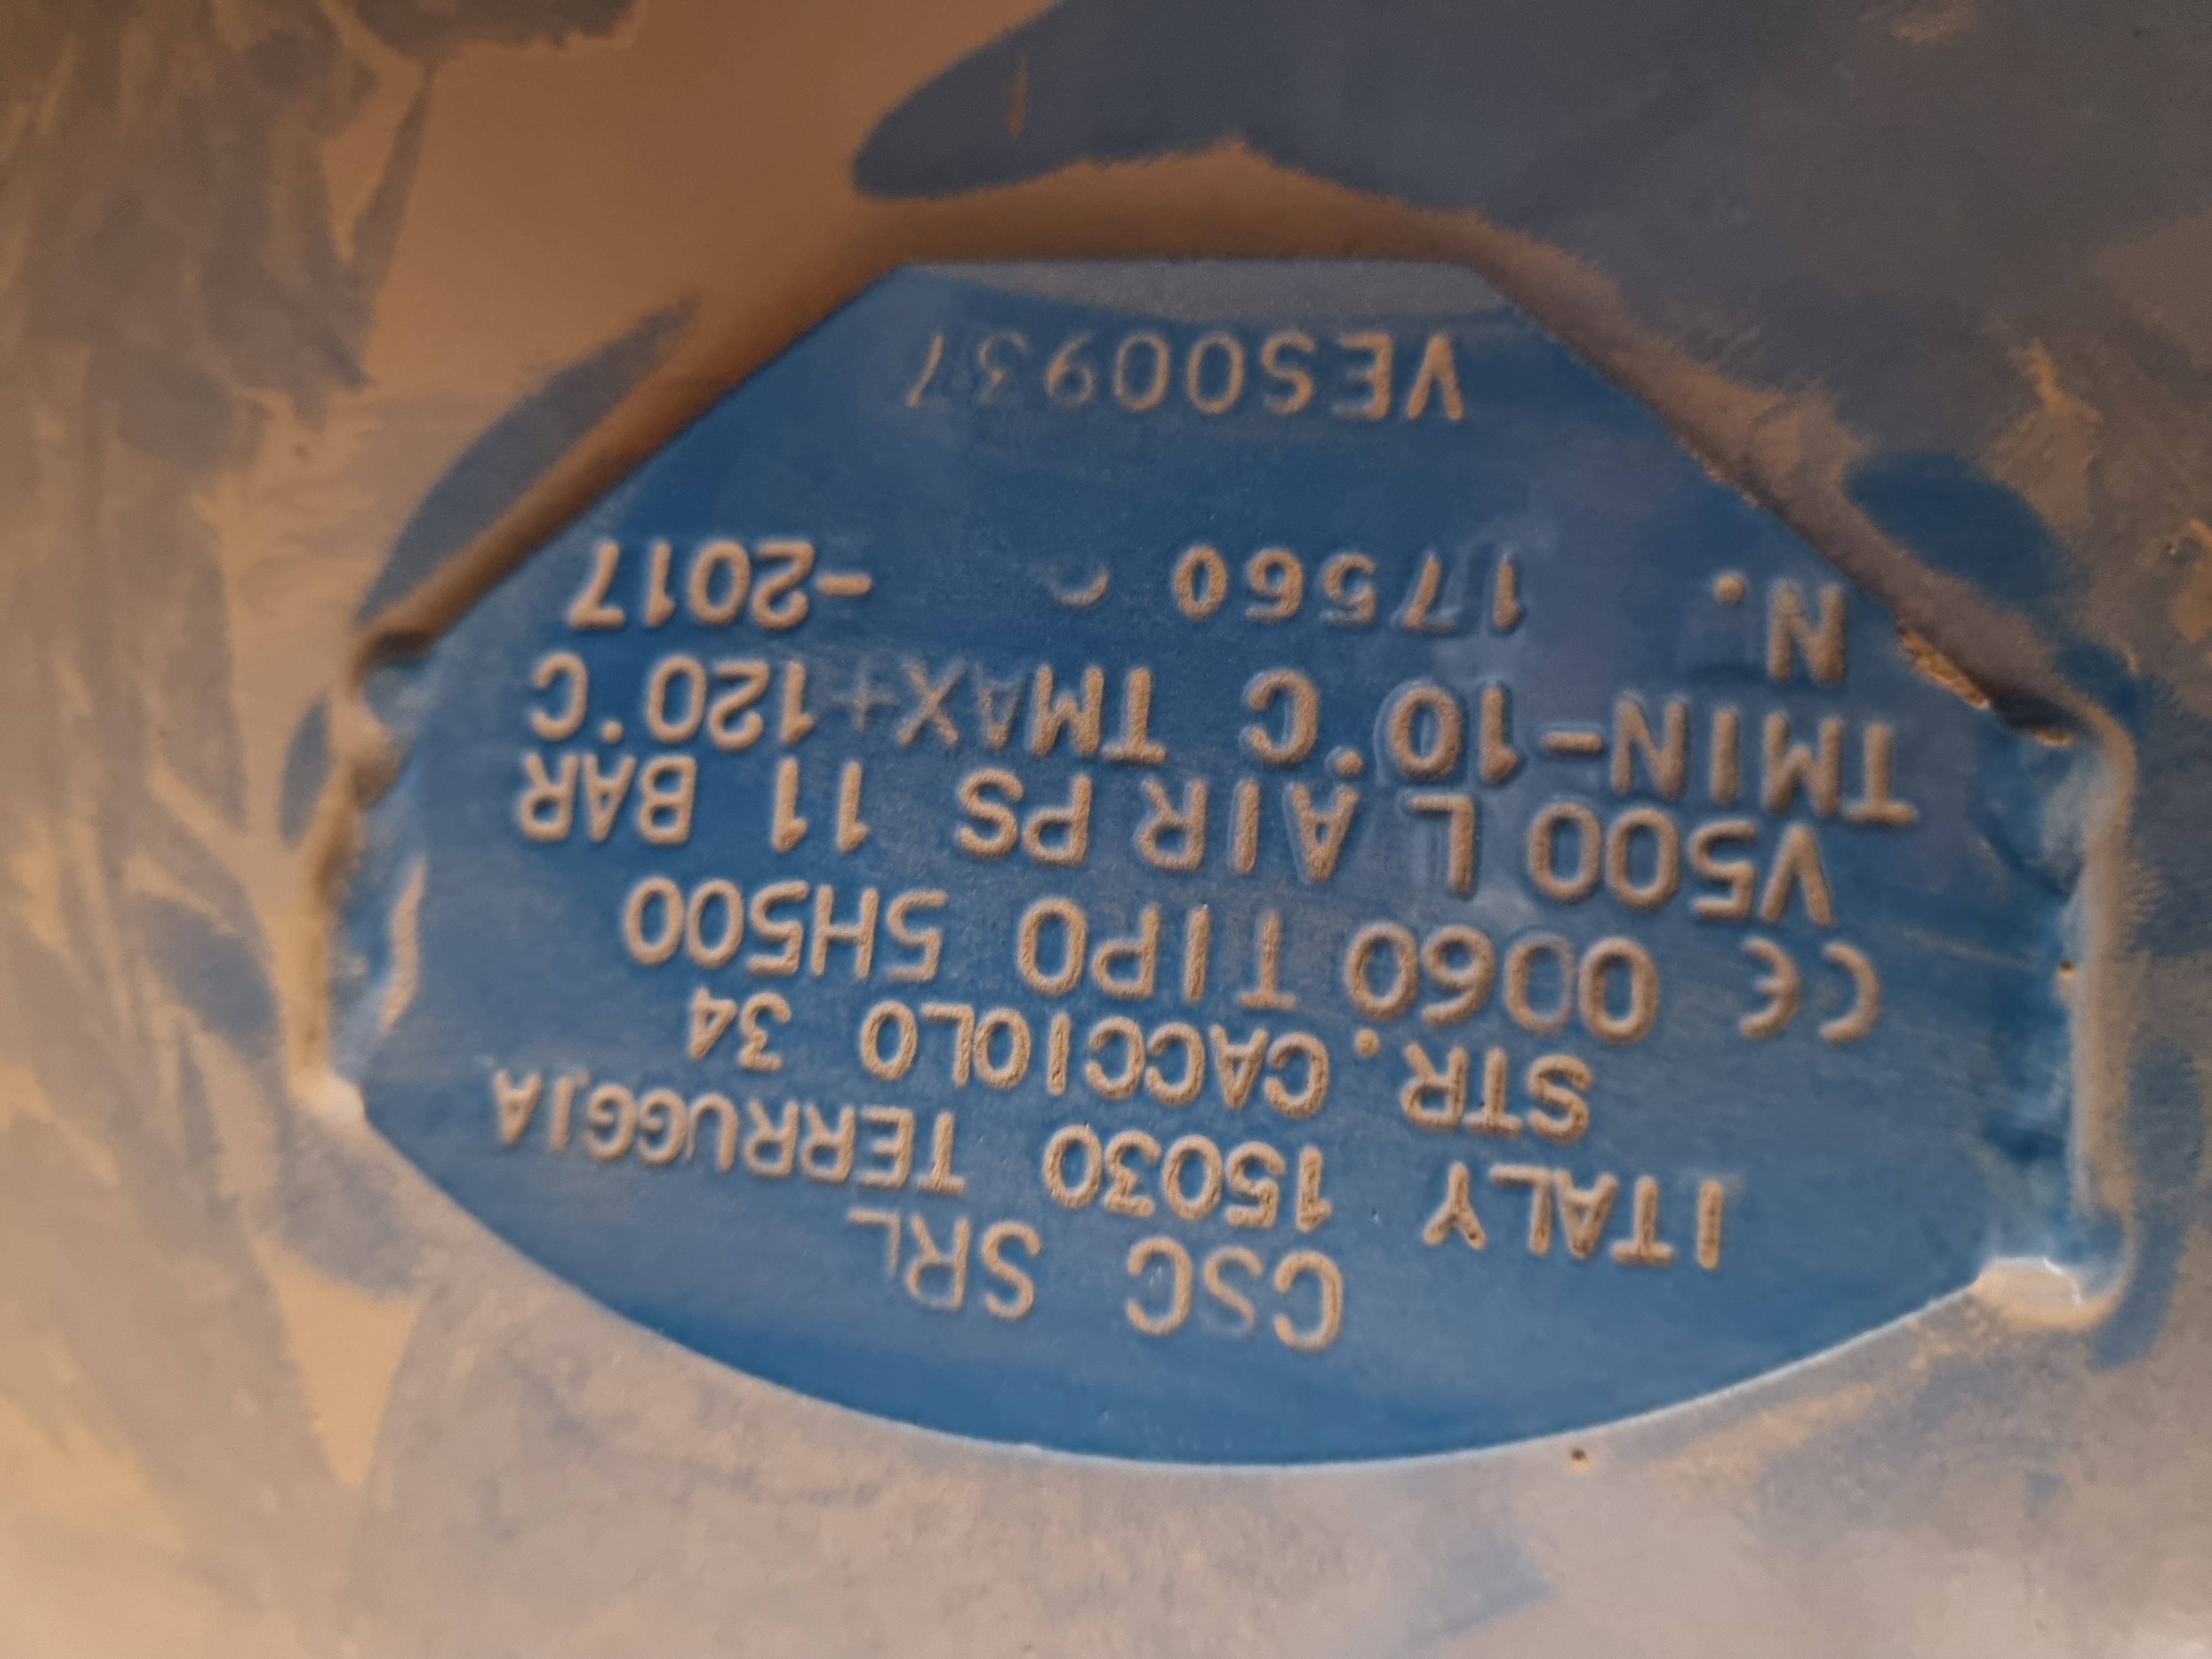 CSC SRL
ITALY 15030 TERRUGGIA
STR. CACCIOLO 34
CE 0060 TIPO 5H500
V500 L AIR PS 11 BAR
TMIN-10°C TMAX+120°C
N. 17560 -2017
VES00937